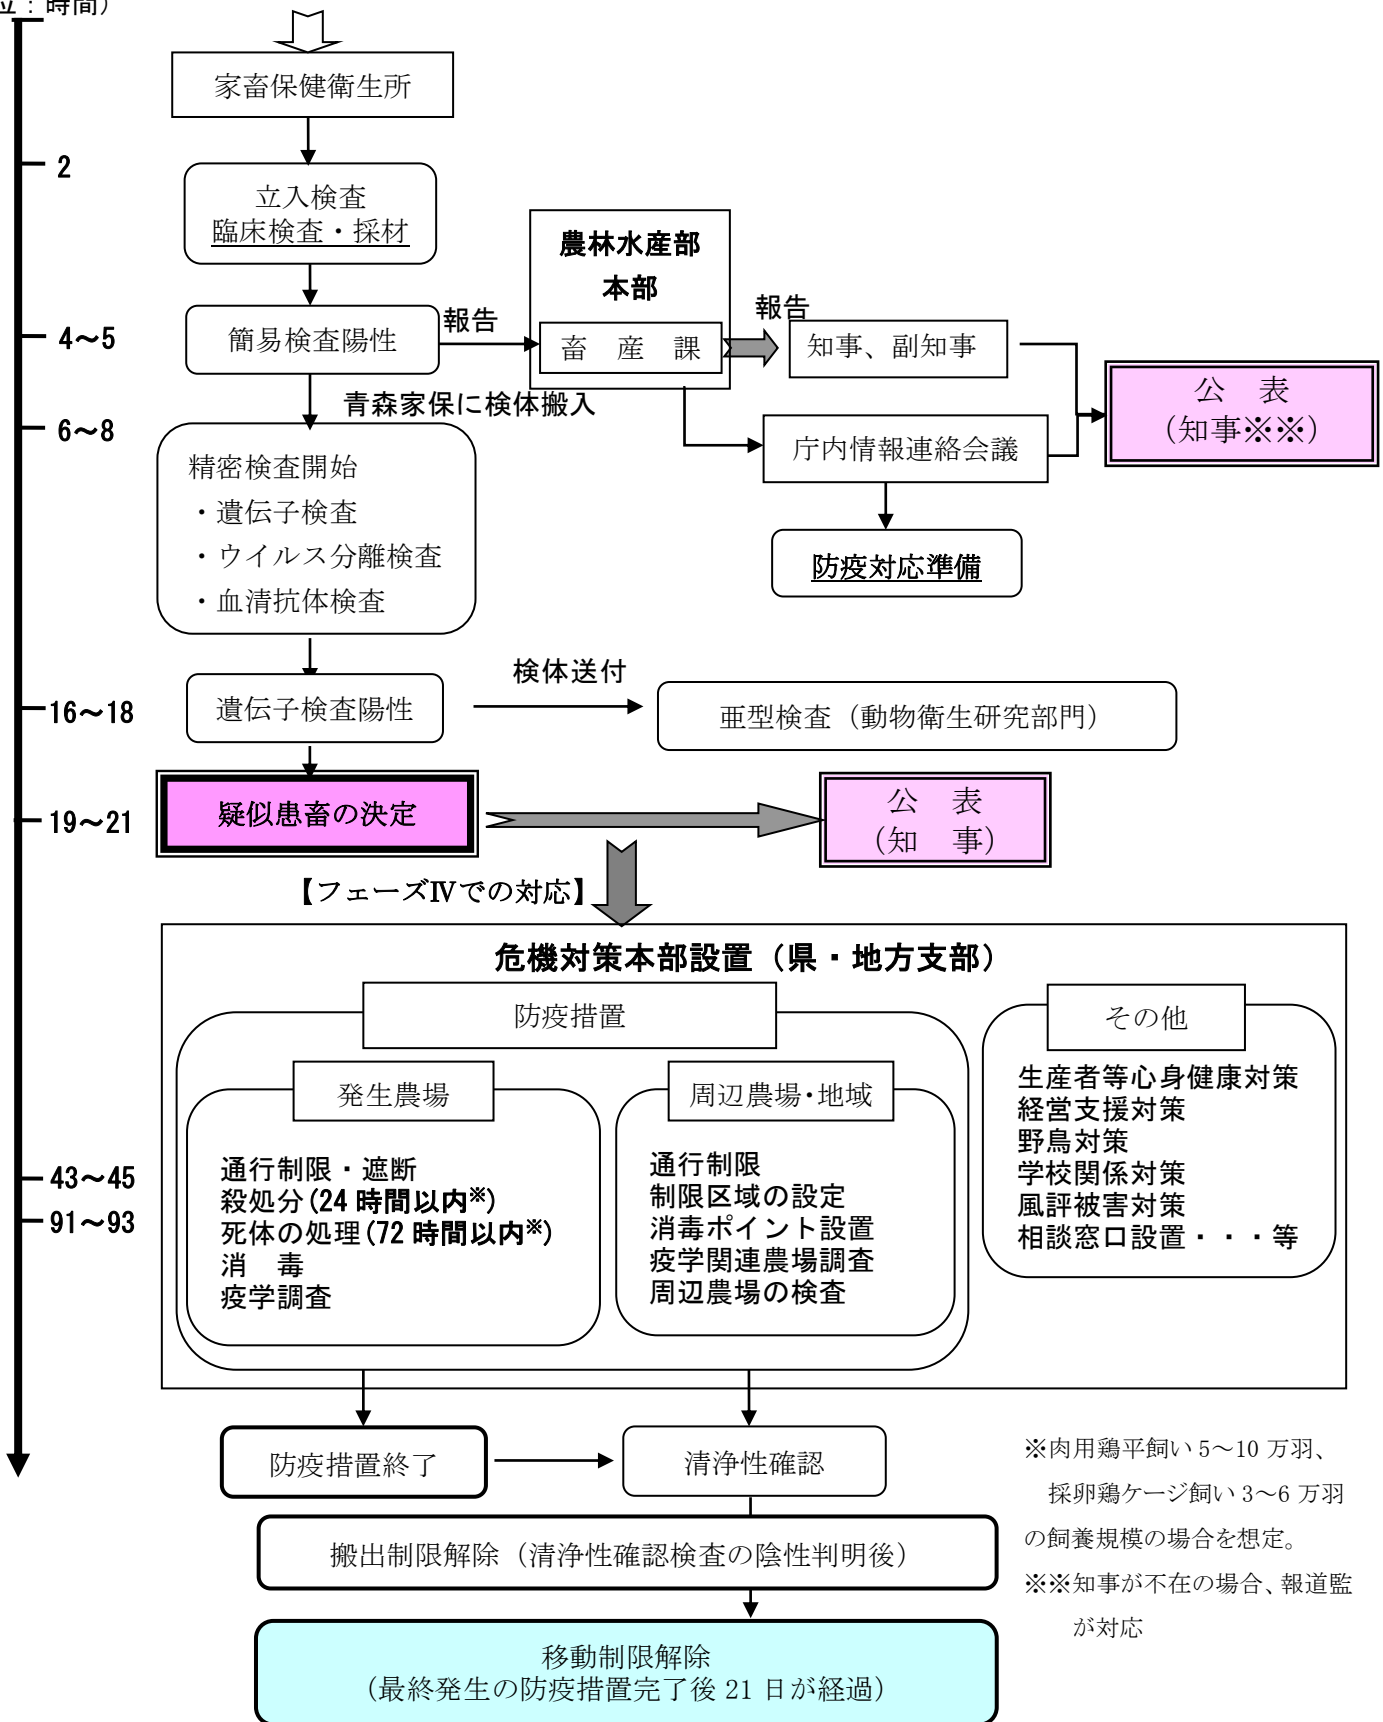 位：時間）
家畜保健衛生所
2
立入検査
臨床検査・採材
農林水産部
本部
報告
4～5
簡易検査陽性
報告
畜　産　課
知事、副知事
公　表
（知事※※）
青森家保に検体搬入
6～8
庁内情報連絡会議
精密検査開始
・遺伝子検査
・ウイルス分離検査
・血清抗体検査
防疫対応準備
検体送付
16～18
遺伝子検査陽性
亜型検査（動物衛生研究部門）
19～21
疑似患畜の決定
公　表
（知　事）
【フェーズⅣでの対応】
危機対策本部設置（県・地方支部）
防疫措置
その他
発生農場
周辺農場・地域
43～45
91～93
通行制限・遮断
殺処分（24 時間以内※）
死体の処理（72 時間以内※）
消　毒
疫学調査
通行制限
制限区域の設定
消毒ポイント設置
疫学関連農場調査
周辺農場の検査
生産者等心身健康対策
経営支援対策
野鳥対策
学校関係対策
風評被害対策
相談窓口設置・・・等
防疫措置終了
清浄性確認
搬出制限解除（清浄性確認検査の陰性判明後）
移動制限解除
（最終発生の防疫措置完了後 21 日が経過）
※肉用鶏平飼い 5～10 万羽、
採卵鶏ケージ飼い 3～6 万羽
の飼養規模の場合を想定。
※※知事が不在の場合、報道監
が対応